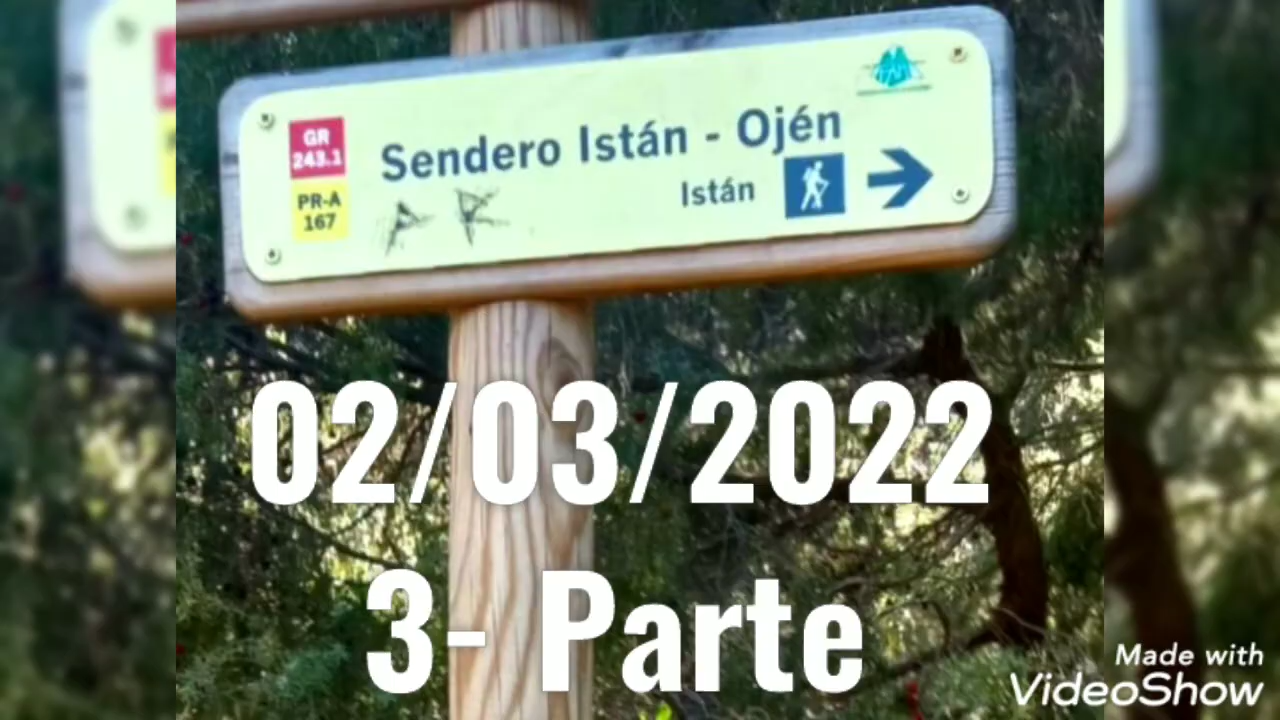 GR
243.1
PR-A
167
Sendero Istán - Ojén
Istán
02/03/2022
3- Parte
Made with
VideoShow